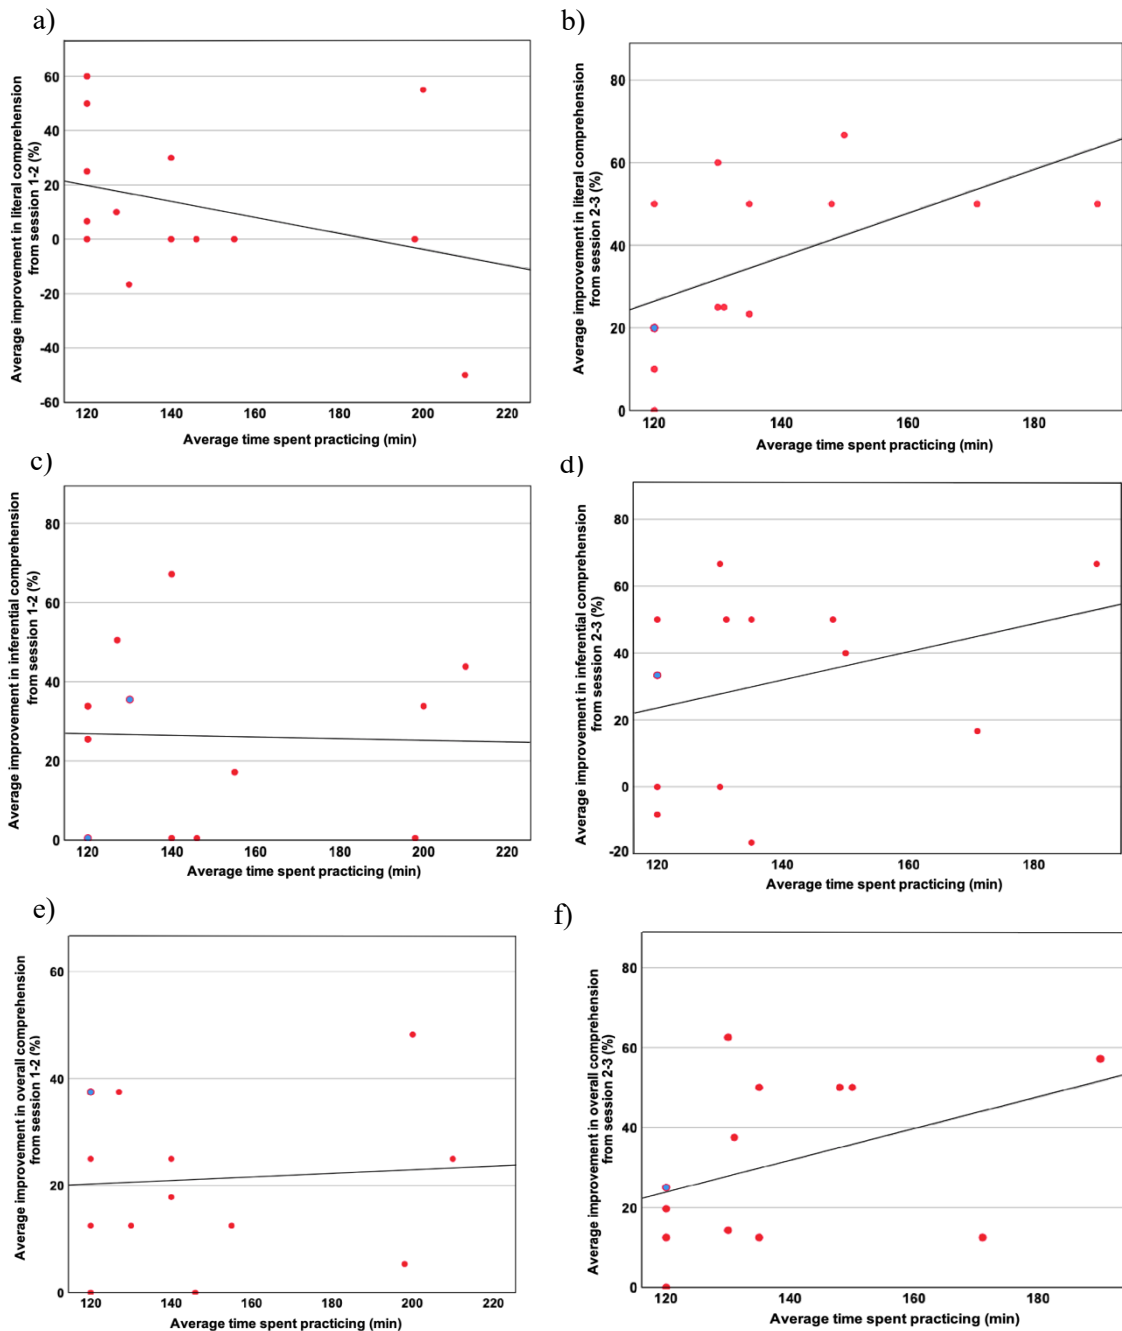 a)
Average improvement in literal comprehension
from session 1-2 (%)
60
40
20
0
-20
-40
-60
120
140
160
180
200
220
Average time spent practicing (min)
b)
Average improvement in literal comprehension
from session 2-3 (%)
80
60
40
20
0
120
140
160
180
Average time spent practicing (min)
c)
Average improvement in inferential comprehension
from session 1-2 (%)
80
60
40
20
0
120
140
160
180
200
220
Average time spent practicing (min)
d)
Average improvement in inferential comprehension
from session 2-3 (%)
80
60
40
20
0
-20
120
140
160
180
Average time spent practicing (min)
e)
Average improvement in overall comprehension
from session 1-2 (%)
60
40
20
0
120
140
160
180
200
220
Average time spent practicing (min)
f)
Average improvement in overall comprehension
from session 2-3 (%)
80
60
40
20
0
120
140
160
180
Average time spent practicing (min)